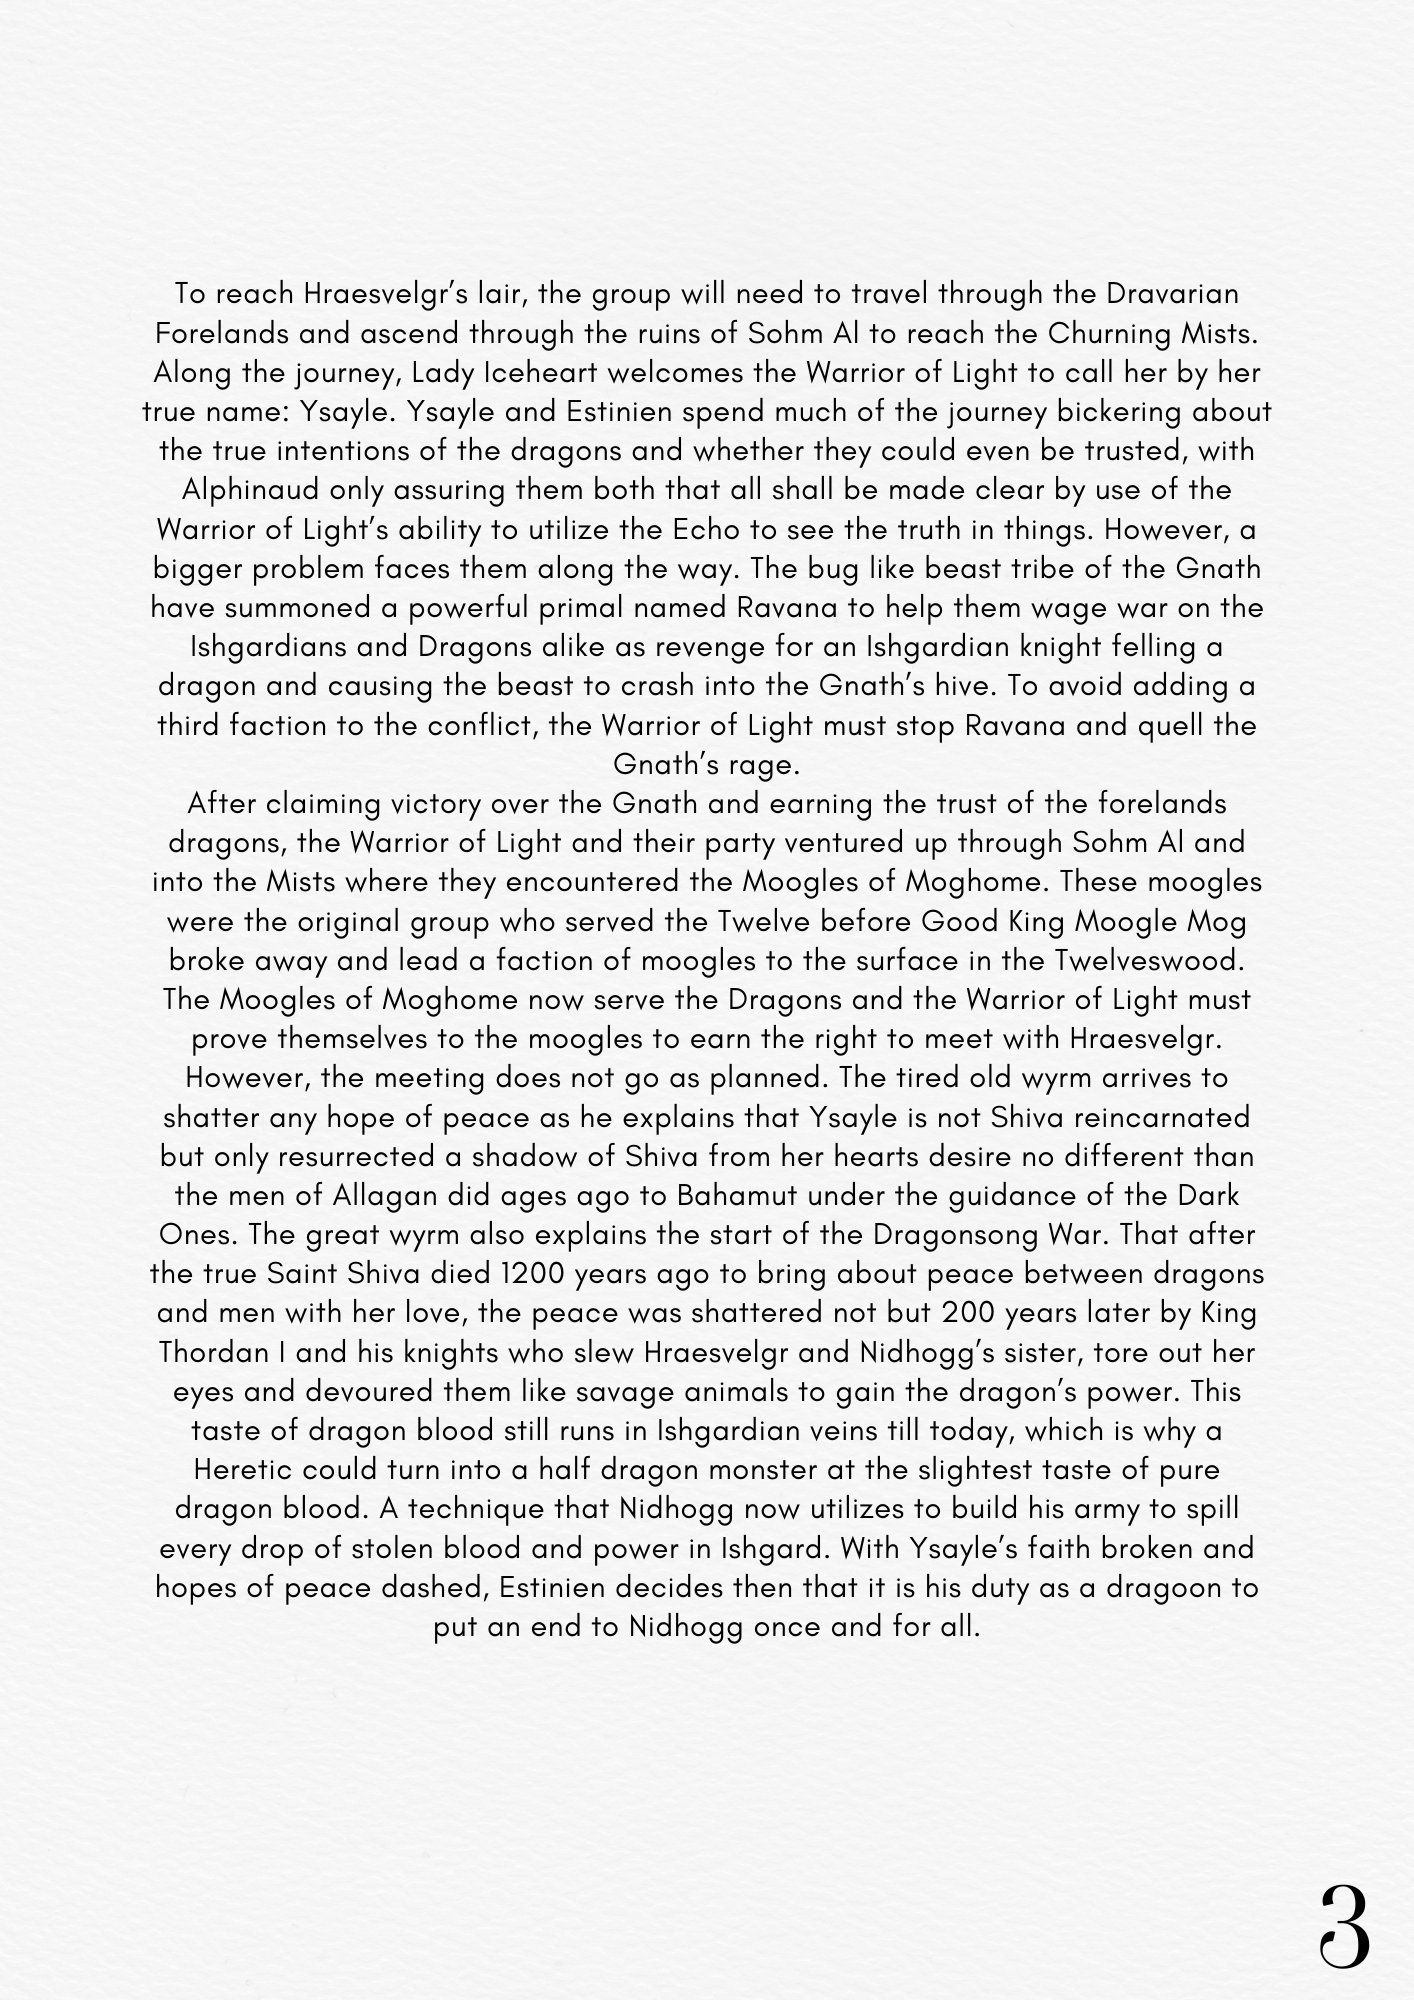 To reach Hraesvelgr’s lair, the group will need to travel through the Dravarian
Forelands and ascend through the ruins of Sohm Al to reach the Churning Mists.
Along the journey, Lady Iceheart welcomes the Warrior of Light to call her by her
true name: Ysayle. Ysayle and Estinien spend much of the journey bickering about
the true intentions of the dragons and whether they could even be trusted, with
Alphinaud only assuring them both that all shall be made clear by use of the
Warrior of Light’s ability to utilize the Echo to see the truth in things. However, a
bigger problem faces them along the way. The bug like beast tribe of the Gnath
have summoned a powerful primal named Ravana to help them wage war on the
Ishgardians and Dragons alike as revenge for an Ishgardian knight felling a
dragon and causing the beast to crash into the Gnath’s hive. To avoid adding a
third faction to the conflict, the Warrior of Light must stop Ravana and quell the
Gnath’s rage.
After claiming victory over the Gnath and earning the trust of the forelands
dragons, the Warrior of Light and their party ventured up through Sohm Al and
into the Mists where they encountered the Moogles of Moghome. These moogles
were the original group who served the Twelve before Good King Moogle Mog
broke away and lead a faction of moogles to the surface in the Twelveswood.
The Moogles of Moghome now serve the Dragons and the Warrior of Light must
prove themselves to the moogles to earn the right to meet with Hraesvelgr.
However, the meeting does not go as planned. The tired old wyrm arrives to
shatter any hope of peace as he explains that Ysayle is not Shiva reincarnated
but only resurrected a shadow of Shiva from her hearts desire no different than
the men of Allagan did ages ago to Bahamut under the guidance of the Dark
Ones. The great wyrm also explains the start of the Dragonsong War. That after
the true Saint Shiva died 1200 years ago to bring about peace between dragons
and men with her love, the peace was shattered not but 200 years later by King
Thordan I and his knights who slew Hraesvelgr and Nidhogg’s sister, tore out her
eyes and devoured them like savage animals to gain the dragon’s power. This
taste of dragon blood still runs in Ishgardian veins till today, which is why a
Heretic could turn into a half dragon monster at the slightest taste of pure
dragon blood. A technique that Nidhogg now utilizes to build his army to spill
every drop of stolen blood and power in Ishgard. With Ysayle’s faith broken and
hopes of peace dashed, Estinien decides then that it is his duty as a dragoon to
put an end to Nidhogg once and for all.
3